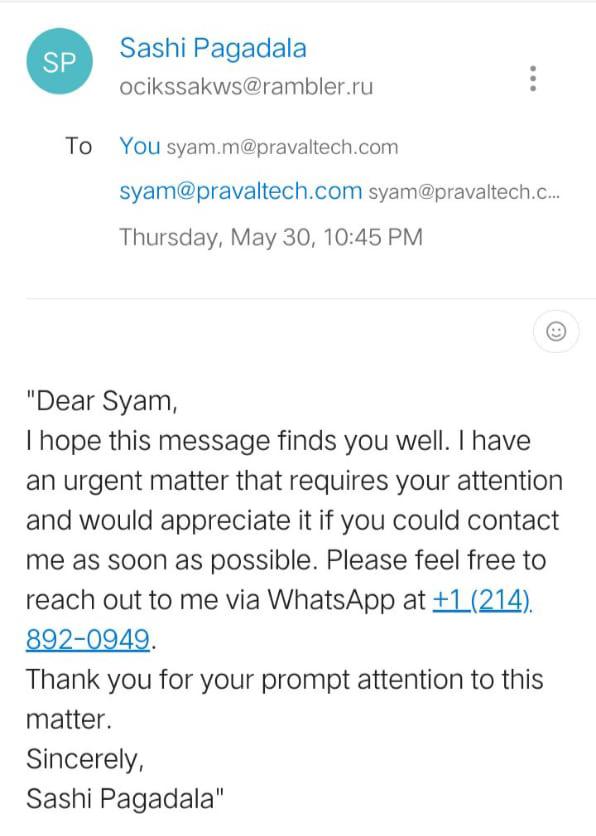 SP
Sashi Pagadala
ocikssakws@rambler.ru
To You syam.m@pravaltech.com
syam@pravaltech.com syam@pravaltech.c...
Thursday, May 30, 10:45 PM
"Dear Syam,
I hope this message finds you well. I have
an urgent matter that requires your attention
and would appreciate it if you could contact
me as soon as possible. Please feel free to
reach out to me via WhatsApp at +1 (214)
892-0949.
Thank you for your prompt attention to this
matter.
Sincerely,
Sashi Pagadala"